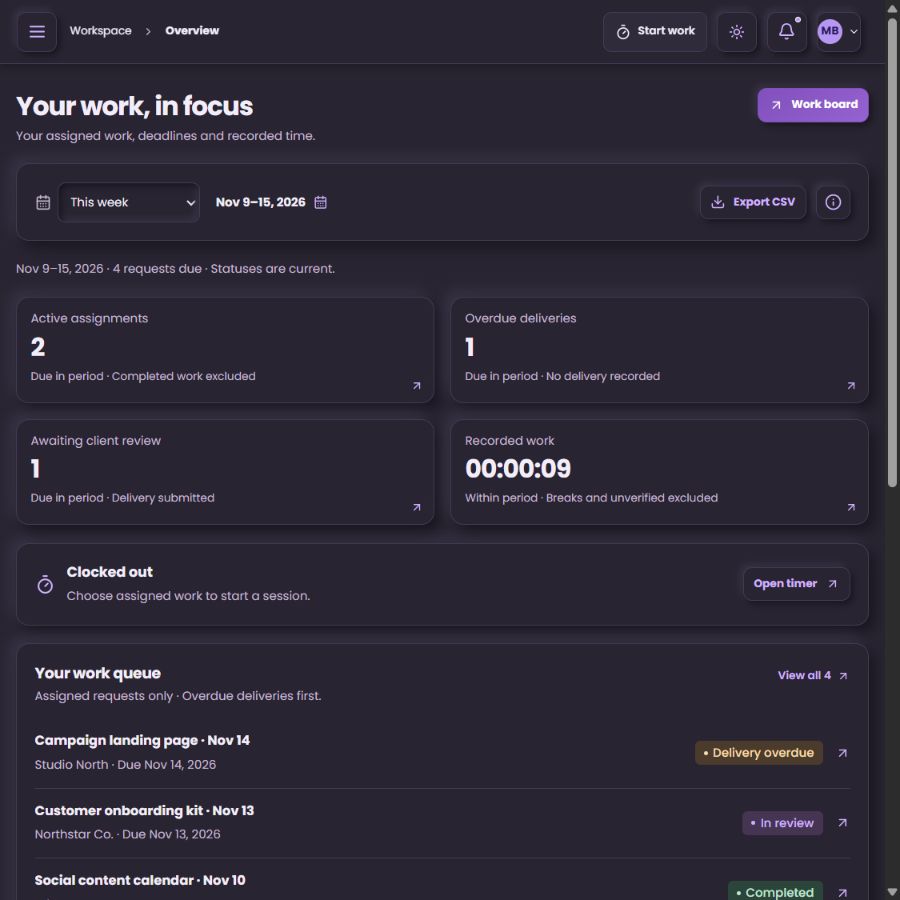 Workspace > Overview
Start work
MB
Your work, in focus
Work board
Your assigned work, deadlines and recorded time.
This week
Nov 9–15, 2026
Export CSV
Nov 9–15, 2026 · 4 requests due · Statuses are current.
Active assignments
2
Due in period · Completed work excluded
Overdue deliveries
1
Due in period · No delivery recorded
Awaiting client review
1
Due in period · Delivery submitted
Recorded work
00:00:09
Within period · Breaks and unverified excluded
Clocked out
Choose assigned work to start a session.
Open timer
Your work queue
View all 4
Assigned requests only · Overdue deliveries first.
Campaign landing page · Nov 14
Studio North · Due Nov 14, 2026
• Delivery overdue
Customer onboarding kit · Nov 13
Northstar Co. · Due Nov 13, 2026
• In review
Social content calendar · Nov 10
• Completed